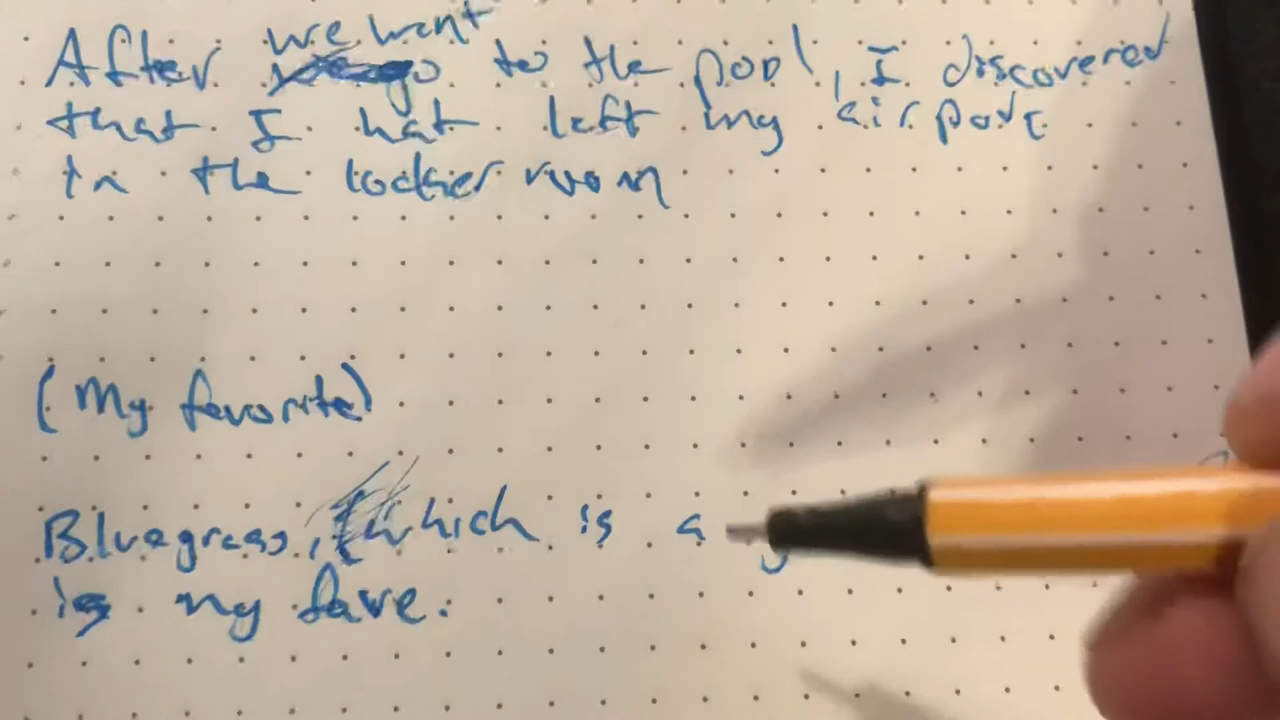 After we went to the pool, I discovered
that I hat left my airpods
in the locker room
(My favorite)
Bluegrass, which is a
is my fave.